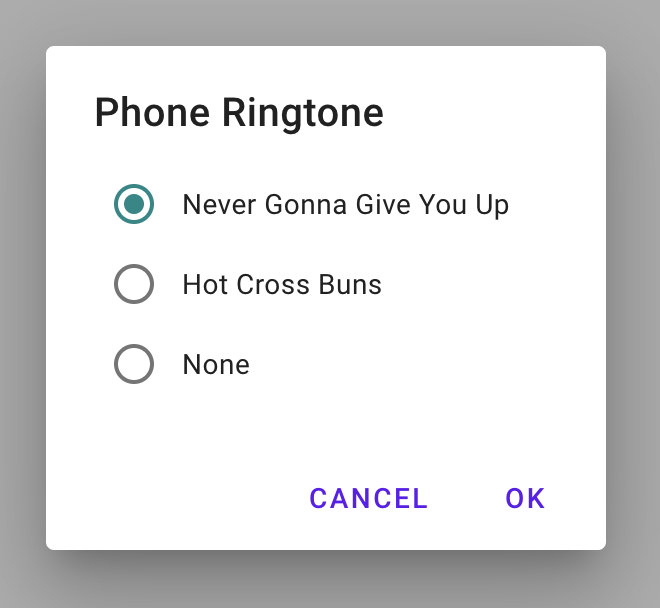 Phone Ringtone
Never Gonna Give You Up
Hot Cross Buns
None
CANCEL OK